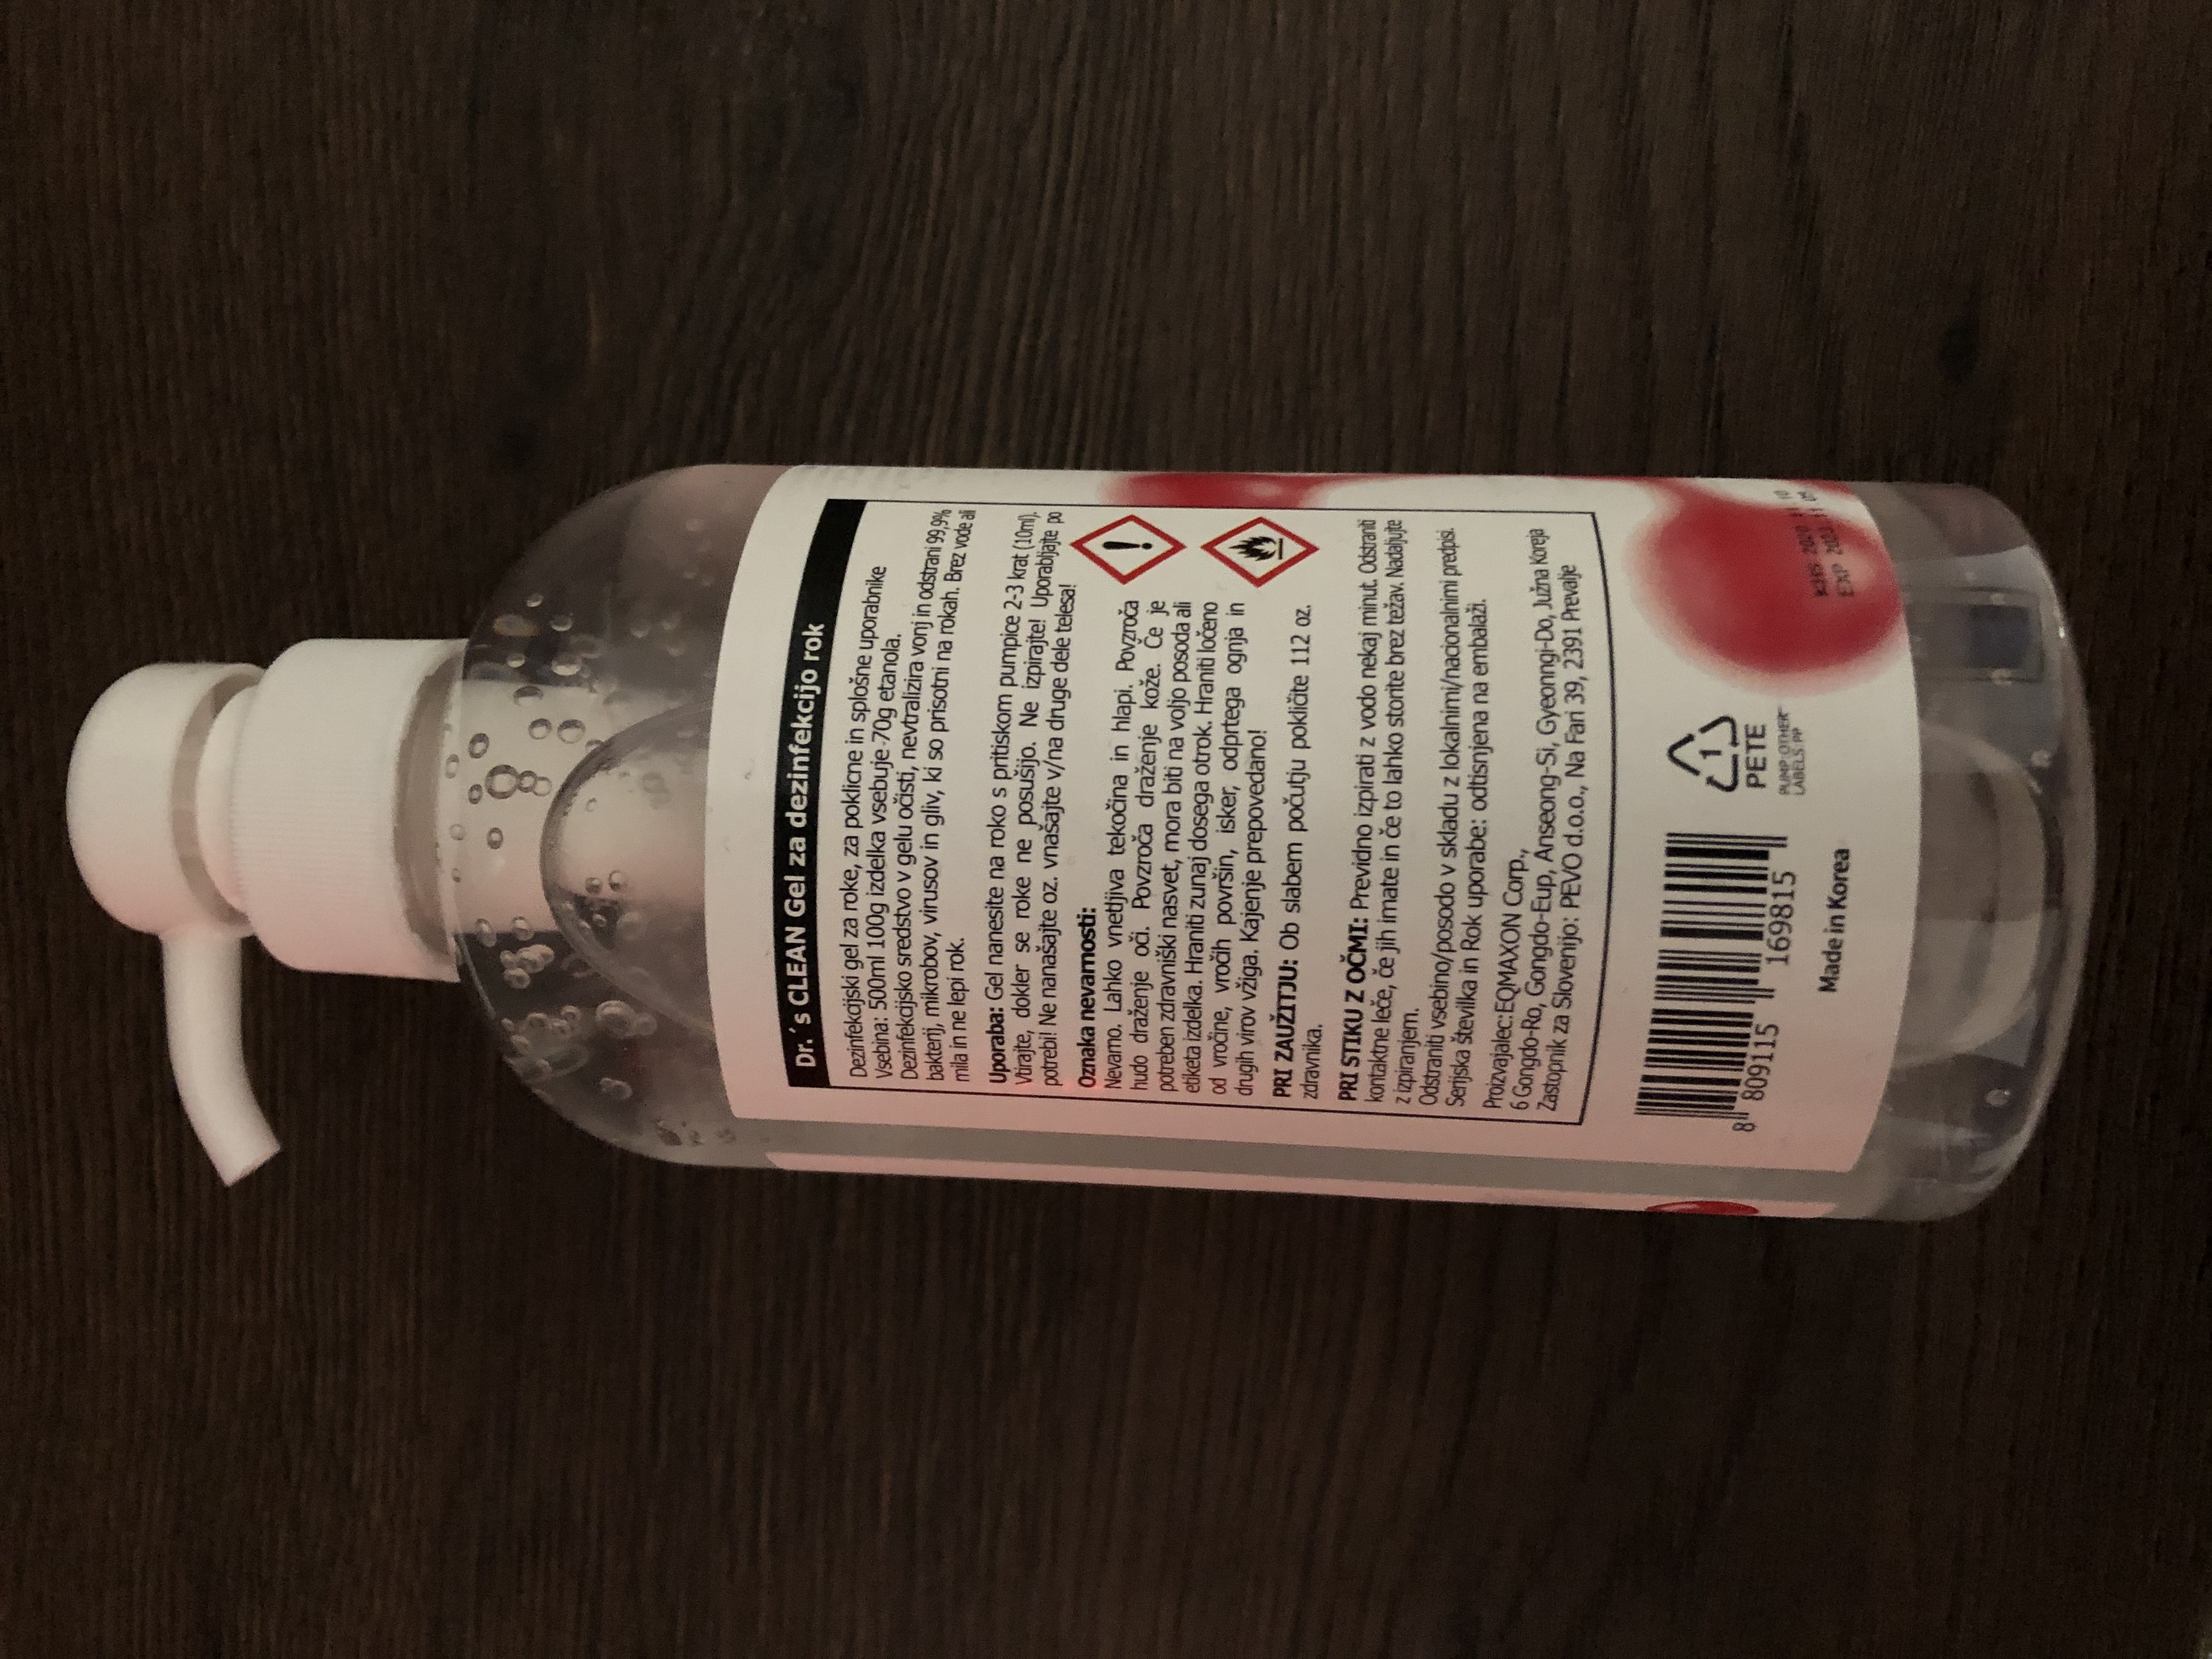 Dr.´s CLEAN Gel za dezinfekcijo rok
Dezinfekcijski gel za roke, za poklicne in splošne uporabnike
Vsebina: 500ml 100g izdelka vsebuje 70g etanola.
Dezinfekcijsko sredstvo v gelu očisti, nevtralizira vonj in odstrani 99,9%
bakterij, mikrobov, virusov in gliv, ki so prisotni na rokah. Brez vode ali
mila in ne lepi rok.
Uporaba: Gel nanesite na roko s pritiskom pumpice 2-3 krat (10ml).
Vtirajte, dokler se roke ne posušijo. Ne izpirajte! Uporabljajte po
potrebi! Ne nanašajte oz. vnašajte v/na druge dele telesa!
Oznaka nevarnosti:
Nevarno. Lahko vnetljiva tekočina in hlapi. Povzroča
hudo draženje oči. Povzroča draženje kože. Če je
potreben zdravniški nasvet, mora biti na voljo posoda ali
etiketa izdelka. Hraniti zunaj dosega otrok. Hraniti ločeno
od vročine, vročih površin, isker, odprtega ognja in
drugih virov vžiga. Kajenje prepovedano!
PRI ZAUŽITJU: Ob slabem počutju pokličite 112 oz.
zdravnika.
PRI STIKU Z OČMI: Previdno izpirati z vodo nekaj minut. Odstraniti
kontaktne leče, če jih imate in če to lahko storite brez težav. Nadaljujte
z izpiranjem.
Odstraniti vsebino/posodo v skladu z lokalnimi/nacionalnimi predpisi.
Serijska številka in Rok uporabe: odtisnjena na embalaži.
Proizvajalec:EQMAXON Corp.,
6 Gongdo-Ro, Gongdo-Eup, Anseong-Si, Gyeonngi-Do, Južna Koreja
Zastopnik za Slovenijo: PEVO d.o.o., Na Fari 39, 2391 Prevalje
8 809115 169815
1
PETE
PUMP:OTHER
LABELS:PP
Made in Korea
EXP